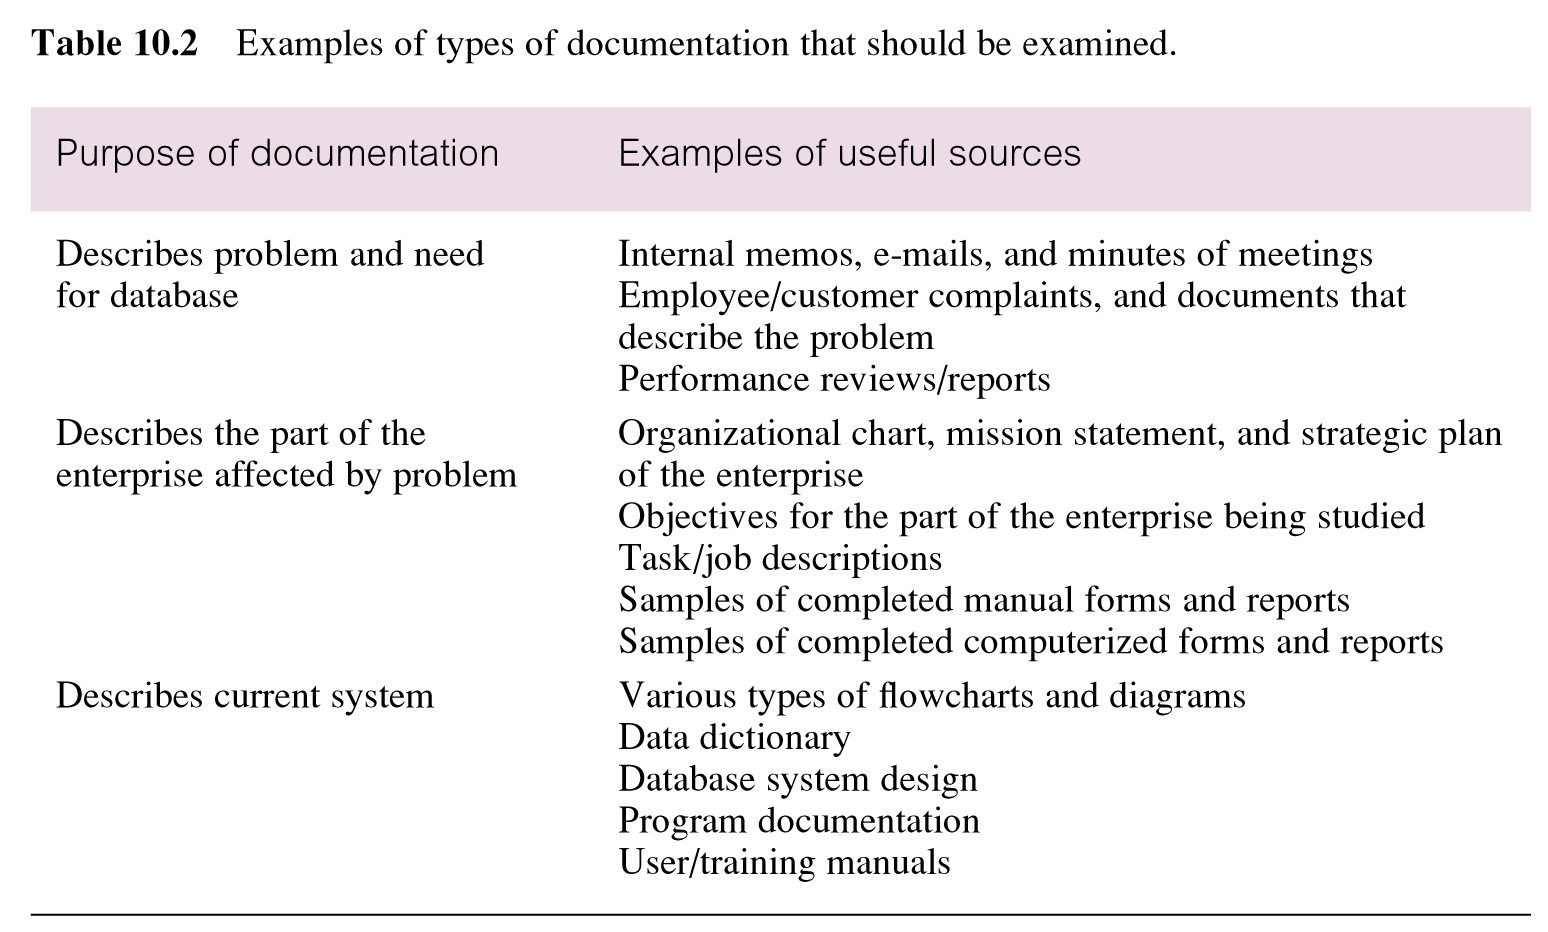 Table 10.2 Examples of types of documentation that should be examined.
Purpose of documentation Examples of useful sources
Describes problem and need Internal memos, e-mails, and minutes of meetings
for database Employee/customer complaints, and documents that
describe the problem
Performance reviews/reports
Describes the part of the Organizational chart, mission statement, and strategic plan
enterprise affected by problem of the enterprise
Objectives for the part of the enterprise being studied
Task/job descriptions
Samples of completed manual forms and reports
Samples of completed computerized forms and reports
Describes current system Various types of flowcharts and diagrams
Data dictionary
Database system design
Program documentation
User/training manuals